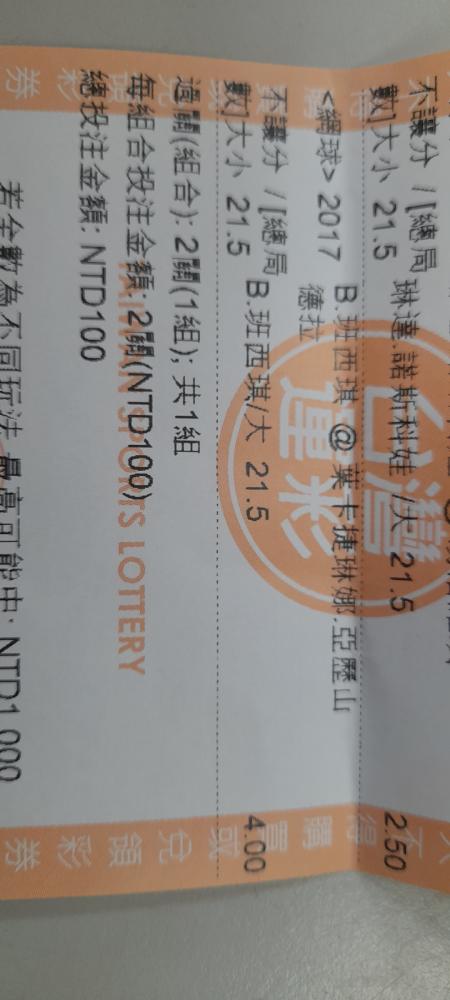 不讓分 / [總局
數]大小 21.5
琳達.諾斯科娃 /大 21.5
2.50
<網球> 2017
B.班西琪 @ 葉卡捷琳娜.亞歷山
德拉
不讓分 / [總局
數]大小 21.5
B.班西琪/大 21.5
4.00
過關(組合): 2關(1組); 共1組
每組合投注金額: 2關(NTD100)
總投注金額: NTD100
若全數為不同玩法,最高可能中: NTD1,000
台灣
運彩
TAIWAN SPORTS LOTTERY